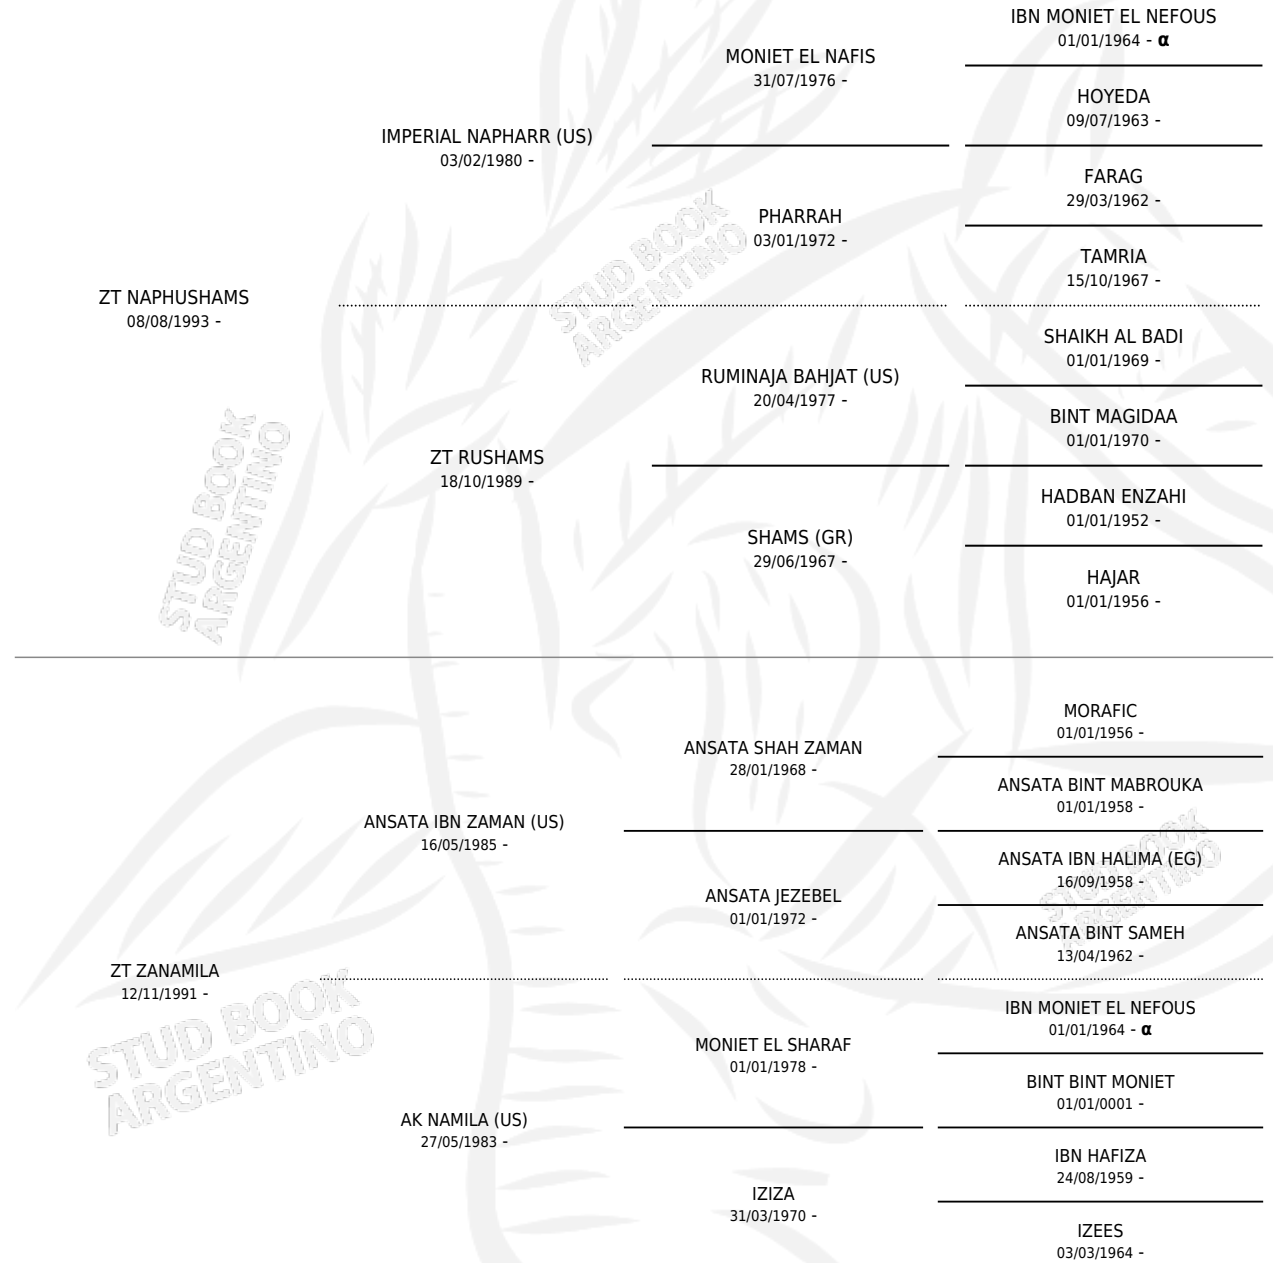 IBN MONIET EL NEFOUS
01/01/1964 - α
MONIET EL NAFIS
31/07/1976 -
HOYEDA
09/07/1963 -
IMPERIAL NAPHARR (US)
03/02/1980 -
FARAG
29/03/1962 -
PHARRAH
03/01/1972 -
TAMRIA
15/10/1967 -
ZT NAPHUSHAMS
08/08/1993 -
SHAIKH AL BADI
01/01/1969 -
RUMINAJA BAHJAT (US)
20/04/1977 -
BINT MAGIDAA
01/01/1970 -
ZT RUSHAMS
18/10/1989 -
HADBAN ENZAHI
01/01/1952 -
SHAMS (GR)
29/06/1967 -
HAJAR
01/01/1956 -
STUD BOOK
ARGENTINO
STUD BOOK
ARGENTINO
MORAFIC
01/01/1956 -
ANSATA SHAH ZAMAN
28/01/1968 -
ANSATA BINT MABROUKA
01/01/1958 -
ANSATA IBN ZAMAN (US)
16/05/1985 -
ANSATA IBN HALIMA (EG)
16/09/1958 -
ANSATA JEZEBEL
01/01/1972 -
ANSATA BINT SAMEH
13/04/1962 -
STUD BOOK
ARGENTINO
ZT ZANAMILA
12/11/1991 -
IBN MONIET EL NEFOUS
01/01/1964 - α
MONIET EL SHARAF
01/01/1978 -
BINT BINT MONIET
01/01/0001 -
AK NAMILA (US)
27/05/1983 -
IBN HAFIZA
24/08/1959 -
IZIZA
31/03/1970 -
IZEES
03/03/1964 -
STUD BOOK
ARGENTINO